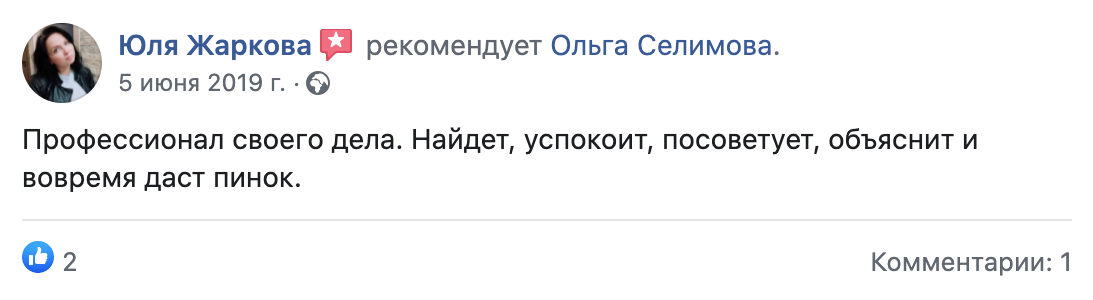 Юля Жаркова рекомендует Ольга Селимова.
5 июня 2019 г. ·
Профессионал своего дела. Найдет, успокоит, посоветует, объяснит и
вовремя даст пинок.
2 Комментарии: 1